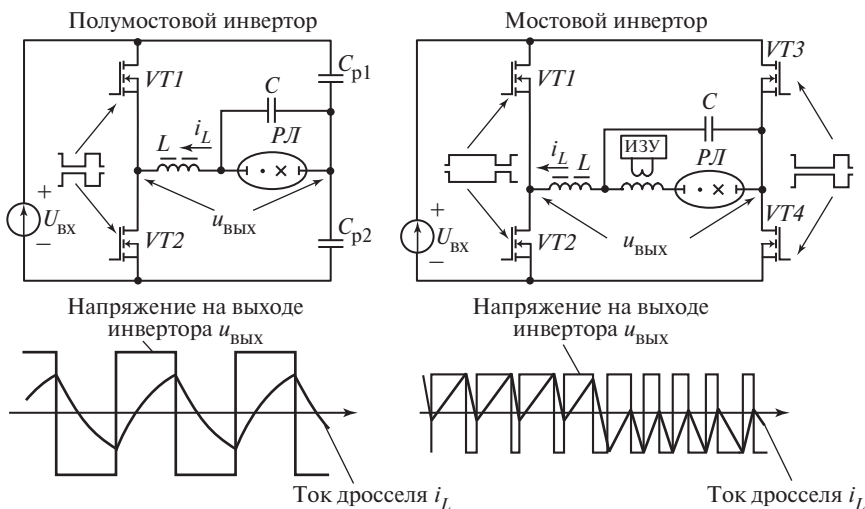 Полумостовой инвертор
VT1
Cр1
C
РЛ
L
iL
+
Uвх
−
uвых
VT2
Cр2
Напряжение на выходе
инвертора uвых
Ток дросселя iL
Мостовой инвертор
VT3
VT1
C
ИЗУ
РЛ
iL
L
+
Uвх
−
uвых
VT2
VT4
Напряжение на выходе
инвертора uвых
Ток дросселя iL